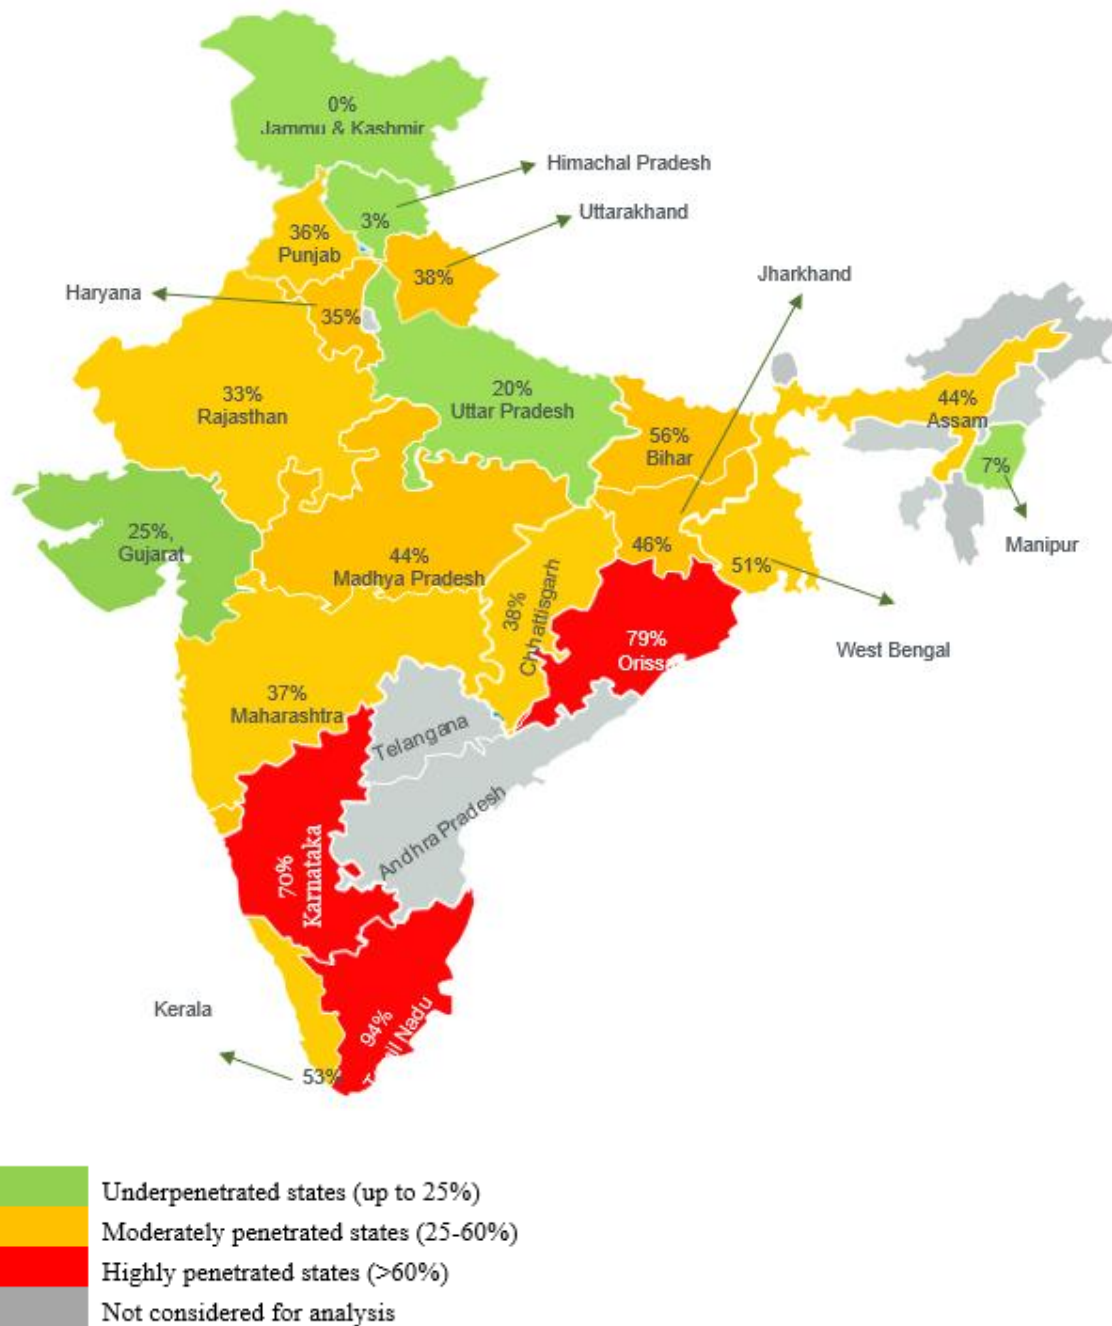 0%
Jammu & Kashmir
Himachal Pradesh
3%
Uttarakhand
36%
Punjab
38%
Jharkhand
Haryana
35%
33%
Rajasthan
20%
Uttar Pradesh
44%
Assam
56%
Bihar
7%
25%,
Gujarat
Manipur
44%
Madhya Pradesh
46%
51%
38%
Chhattisgarh
79%
Orissa
West Bengal
37%
Maharashtra
Telangana
Andhra Pradesh
70%
Karnataka
Kerala
94%
Tamil Nadu
53%
Underpenetrated states (up to 25%)
Moderately penetrated states (25-60%)
Highly penetrated states (>60%)
Not considered for analysis